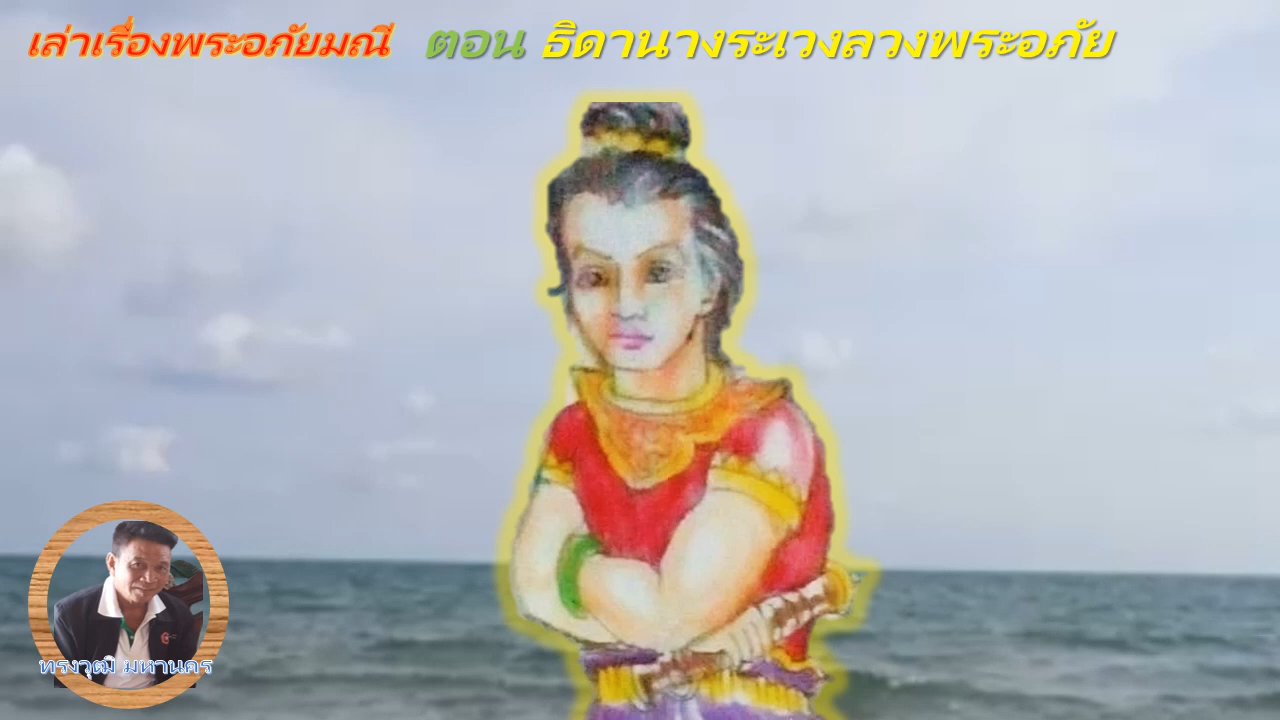 เล่าเรื่องพระอภัยมณี ตอน ธิดานางระเวงลวงพระอภัย
ทรงวุฒิ มหานคร